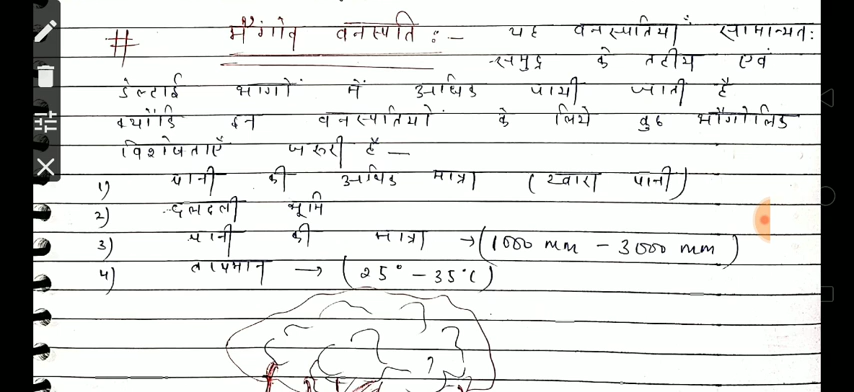 # मैंग्रोव वनस्पति :- यह वनस्पतियाँ सामान्यत:
समुद्र के तटीय एवं
डेल्टाई भागों में अधिक पायी जाती है
क्योंकि इन वनस्पतियों के लिये कुछ भौगोलिक
विशेषताएँ जरूरी है —
1) पानी की अधिक मात्रा (खारा पानी)
2) दलदली भूमि
3) पानी की मात्रा → (1000 mm - 3000 mm)
4) तापमान → (25° - 35°C)